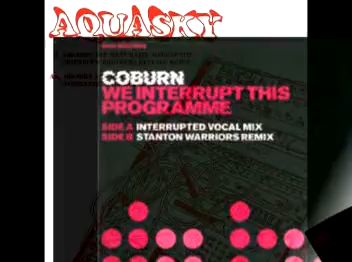 AQUASKY
COBURN
WE INTERRUPT THIS
PROGRAMME
SIDE A INTERRUPTED VOCAL MIX
SIDE B STANTON WARRIORS REMIX